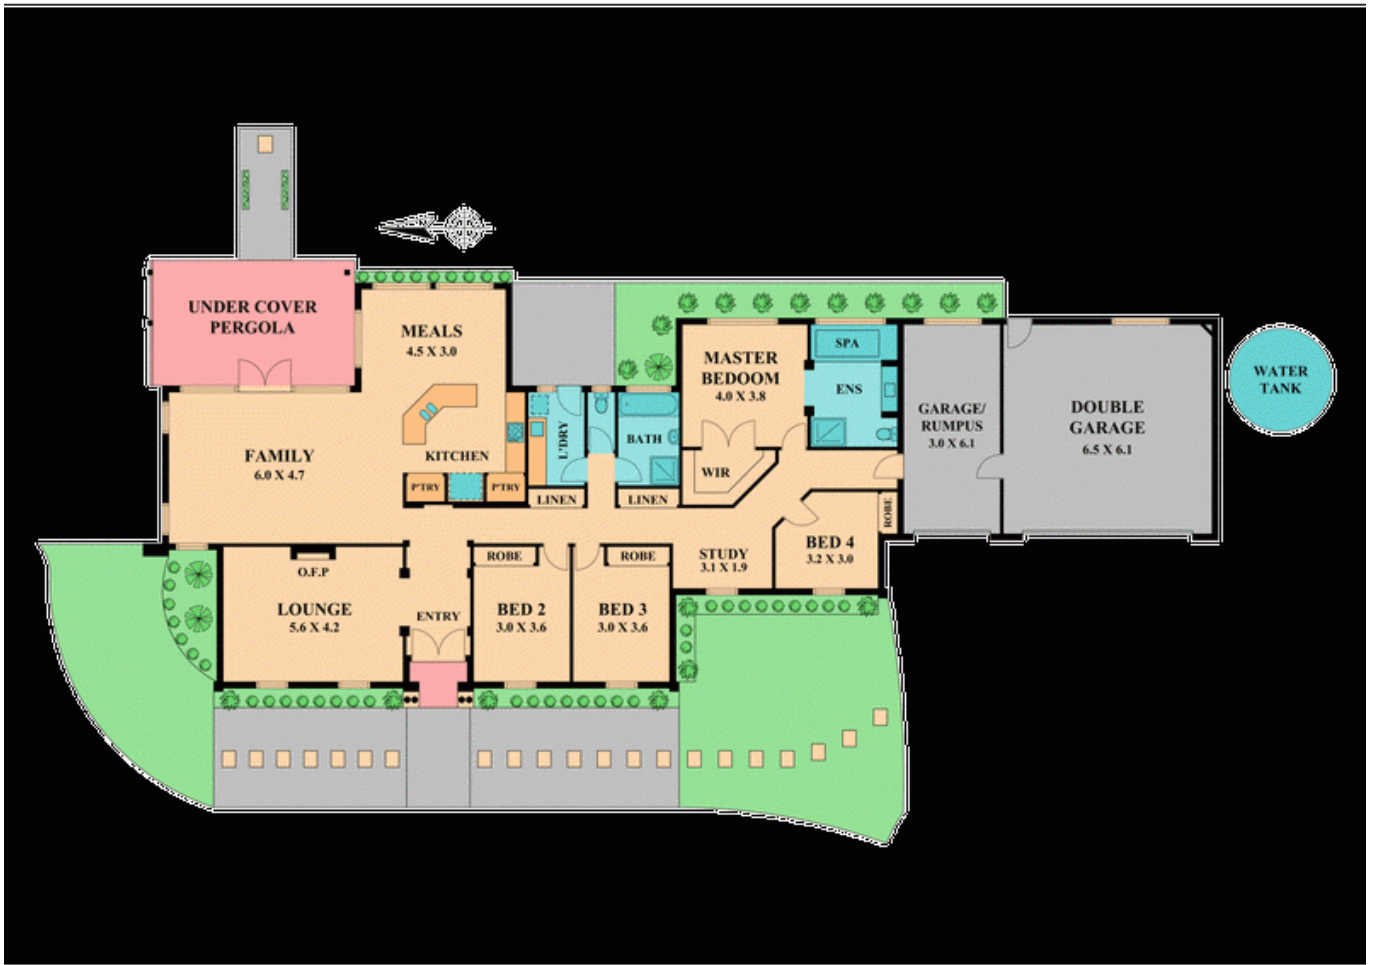 UNDER COVER
PERGOLA
MEALS
4.5 X 3.0
FAMILY
6.0 X 4.7
KITCHEN
P'TRY
P'TRY
L'DRY
LINEN
BATH
LINEN
MASTER
BEDOOM
4.0 X 3.8
WIR
SPA
ENS
GARAGE/
RUMPUS
3.0 X 6.1
DOUBLE
GARAGE
6.5 X 6.1
WATER
TANK
O.F.P
LOUNGE
5.6 X 4.2
ENTRY
ROBE
BED 2
3.0 X 3.6
ROBE
BED 3
3.0 X 3.6
STUDY
3.1 X 1.9
BED 4
3.2 X 3.0
ROBE